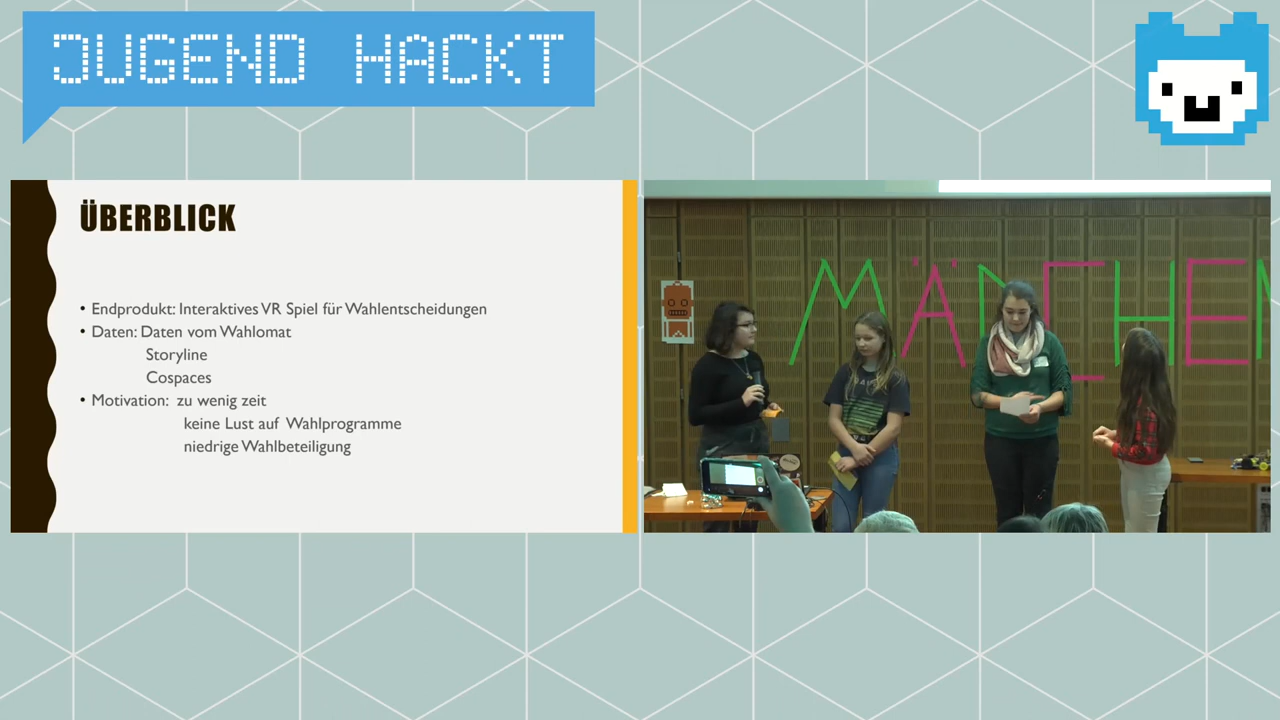 JUGEND HACKT
ÜBERBLICK
• Endprodukt: Interaktives VR Spiel für Wahlentscheidungen
• Daten: Daten vom Wahlomat
Storyline
Cospaces
• Motivation: zu wenig zeit
keine Lust auf Wahlprogramme
niedrige Wahlbeteiligung
MÄNCHEN